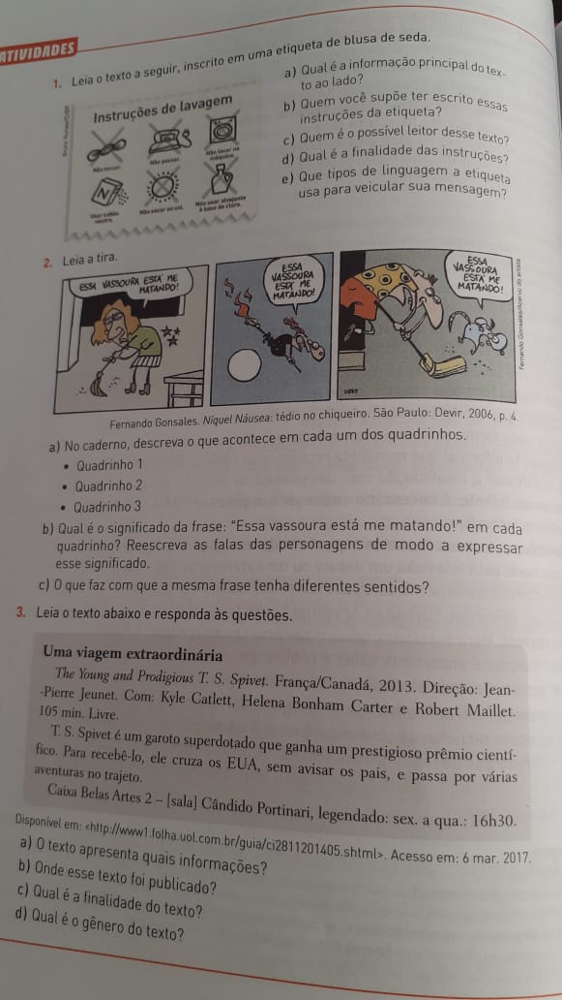 ATIVIDADES
1. Leia o texto a seguir, inscrito em uma etiqueta de blusa de seda.
Instruções de lavagem
Não torcer.
Não passar.
Não lavar na
máquina.
N
Usar sabão
neutro.
Não secar ao sol.
Não usar alvejante
à base de cloro.
a) Qual é a informação principal do tex-
to ao lado?
b) Quem você supõe ter escrito essas
instruções da etiqueta?
c) Quem é o possível leitor desse texto?
d) Qual é a finalidade das instruções?
e) Que tipos de linguagem a etiqueta
usa para veicular sua mensagem?
2. Leia a tira.
ESSA VASSOURA ESTÁ ME
MATANDO!
ESSA
VASSOURA
ESTÁ ME
MATANDO!
ESSA
VASSOURA
ESTÁ ME
MATANDO!
Fernando Gonsales/Acervo do artista
Fernando Gonsales. Níquel Náusea: tédio no chiqueiro. São Paulo: Devir, 2006, p. 4.
a) No caderno, descreva o que acontece em cada um dos quadrinhos.
• Quadrinho 1
• Quadrinho 2
• Quadrinho 3
b) Qual é o significado da frase: “Essa vassoura está me matando!” em cada
quadrinho? Reescreva as falas das personagens de modo a expressar
esse significado.
c) O que faz com que a mesma frase tenha diferentes sentidos?
3. Leia o texto abaixo e responda às questões.
Uma viagem extraordinária
The Young and Prodigious T. S. Spivet. França/Canadá, 2013. Direção: Jean-
-Pierre Jeunet. Com: Kyle Catlett, Helena Bonham Carter e Robert Maillet.
105 min. Livre.
T. S. Spivet é um garoto superdotado que ganha um prestigioso prêmio cientí-
fico. Para recebê-lo, ele cruza os EUA, sem avisar os pais, e passa por várias
aventuras no trajeto.
Caixa Belas Artes 2 – [sala] Cândido Portinari, legendado: sex. a qua.: 16h30.
Disponível em: <http://www1.folha.uol.com.br/guia/ci2811201405.shtml>. Acesso em: 6 mar. 2017.
a) O texto apresenta quais informações?
b) Onde esse texto foi publicado?
c) Qual é a finalidade do texto?
d) Qual é o gênero do texto?